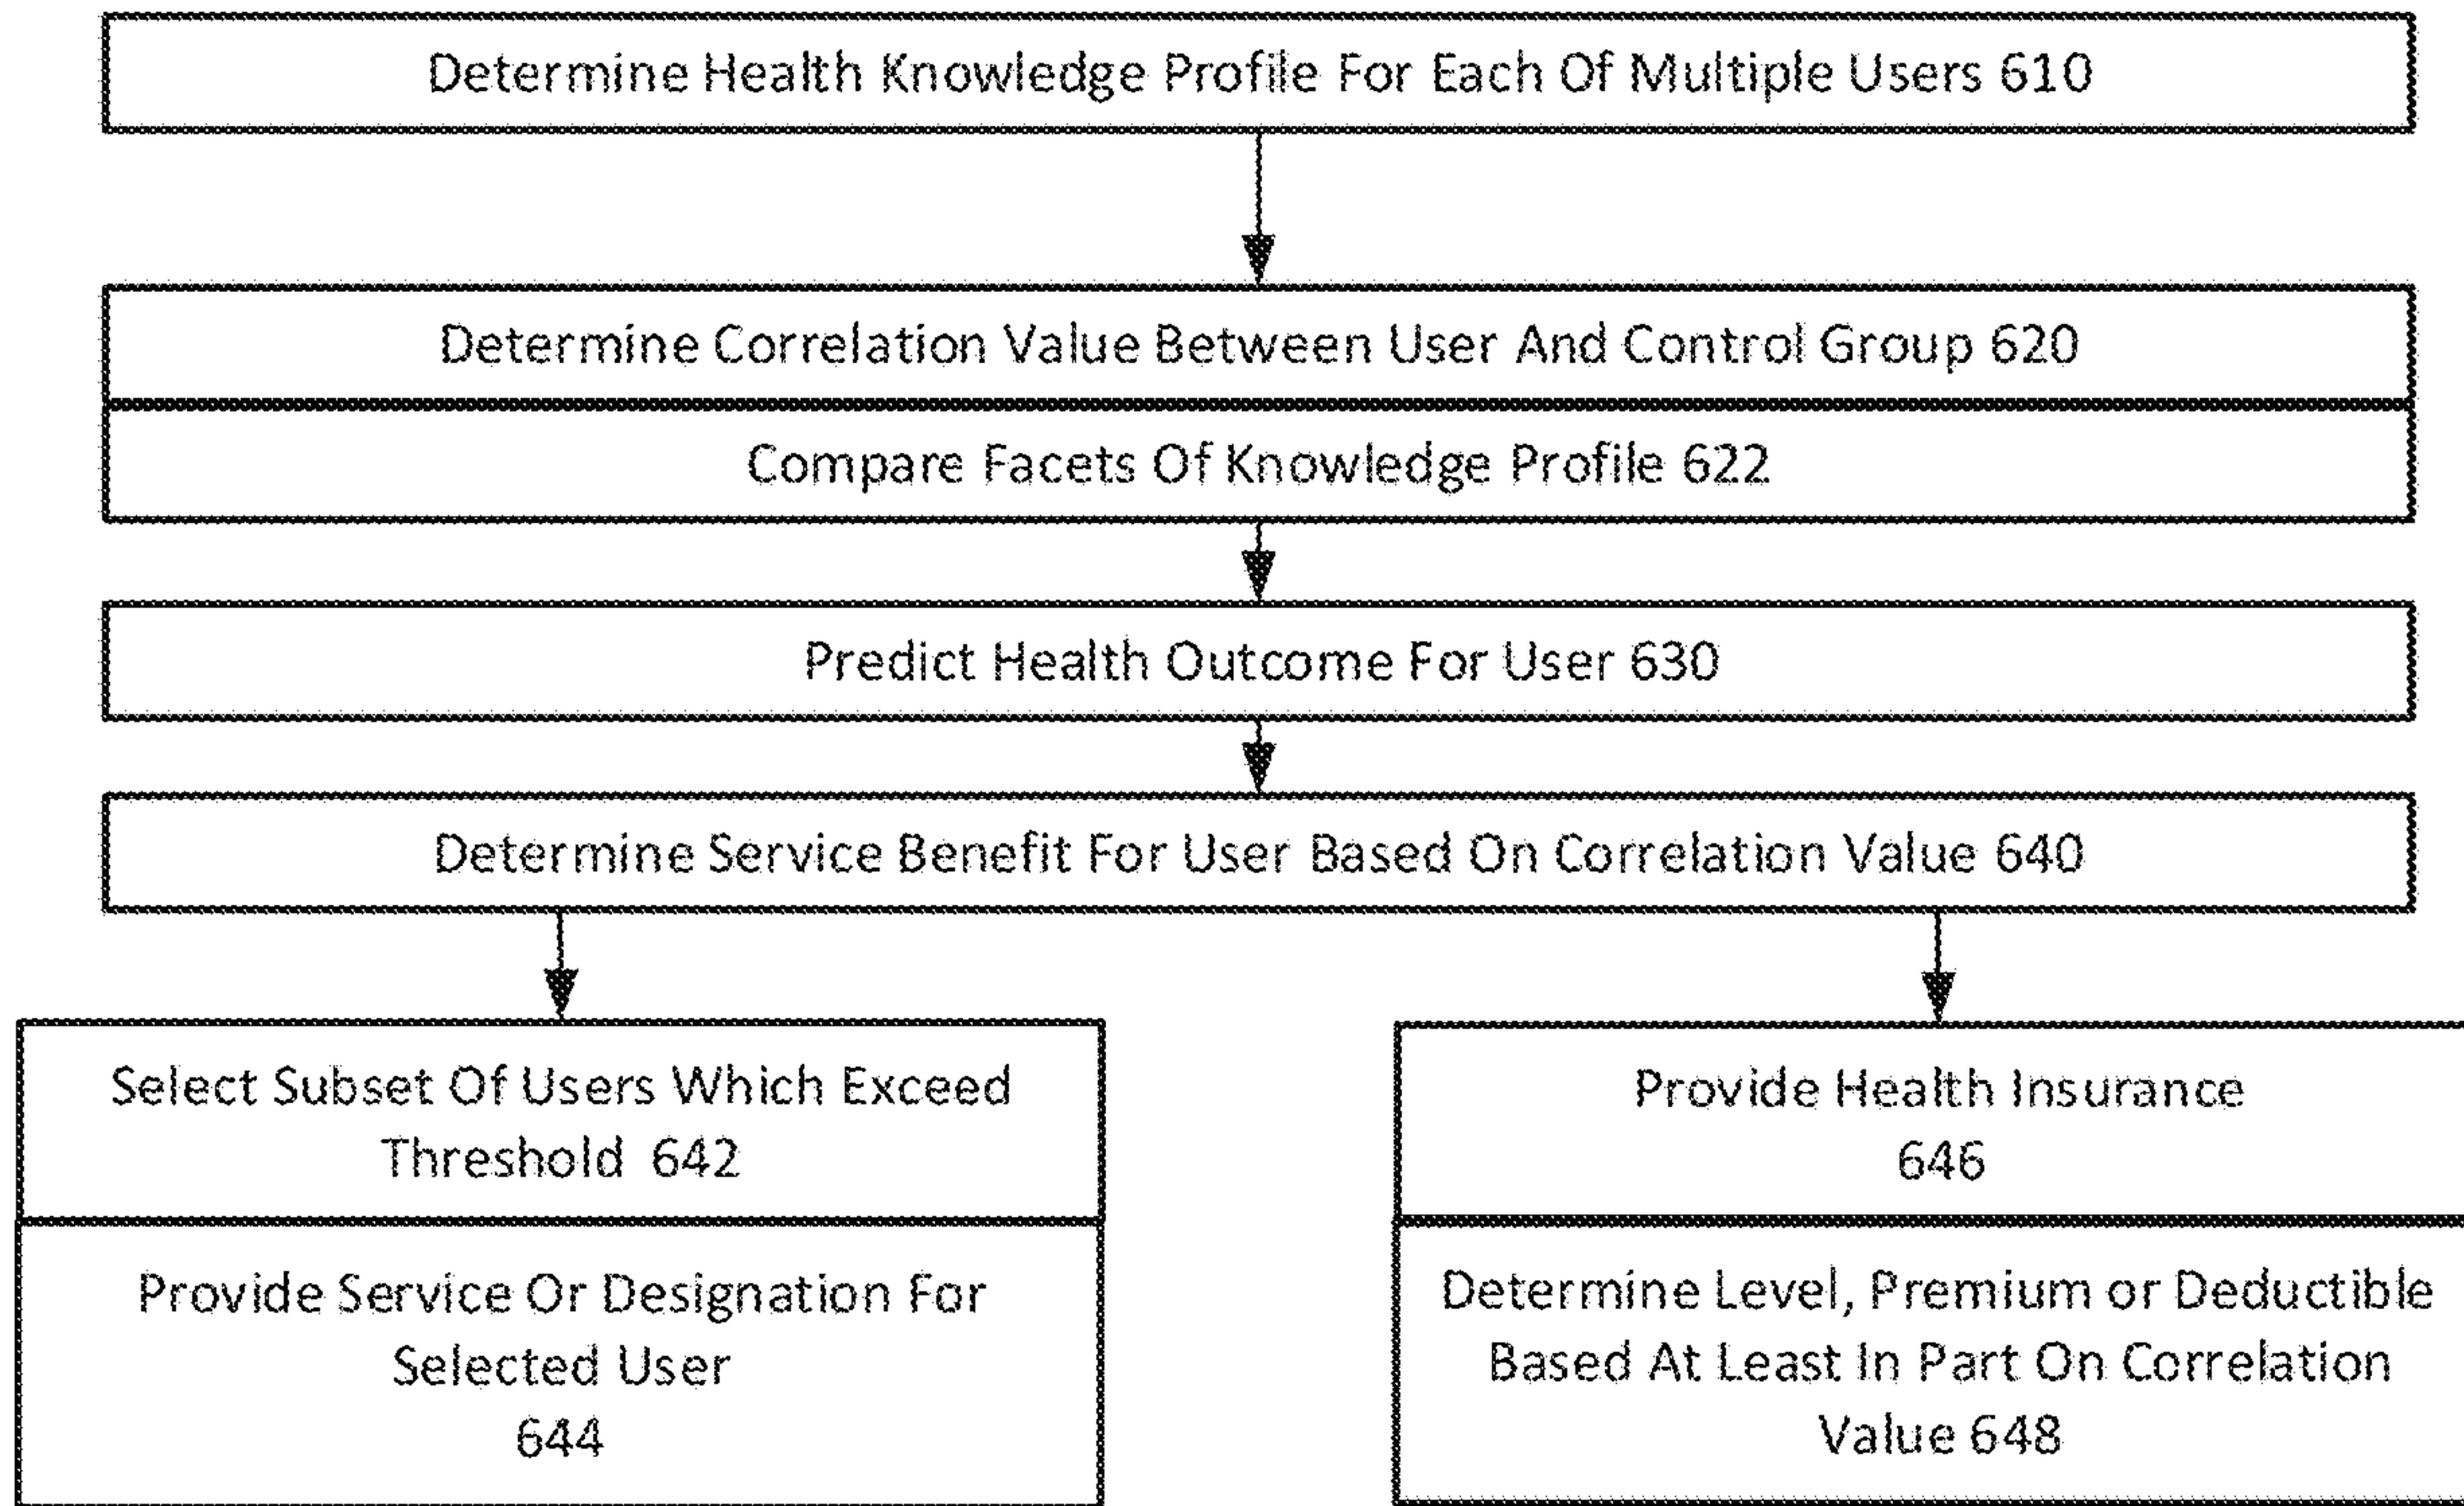 Determine Health Knowledge Profile For Each Of Multiple Users 610
Determine Correlation Value Between User And Control Group 620
Compare Facets Of Knowledge Profile 622
Predict Health Outcome For User 630
Determine Service Benefit For User Based On Correlation Value 640
Select Subset Of Users Which Exceed
Threshold 642
Provide Service Or Designation For
Selected User
644
Provide Health Insurance
646
Determine Level, Premium or Deductible
Based At Least In Part On Correlation
Value 648